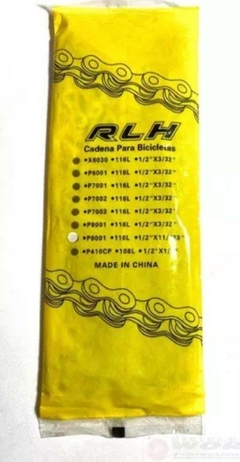 RLH
Cadena Para Bicicletas
•X8030 •116L •1/2"X3/32"
•P6001 •116L •1/2"X3/32"
•P7001 •116L •1/2"X3/32"
•P7002 •116L •1/2"X3/32"
•P7003 •116L •1/2"X3/32"
•P8001 •116L •1/2"X3/32"
•P9001 •116L •1/2"X11/
•P410CP •108L •1/2"X1/
MADE IN CHINA